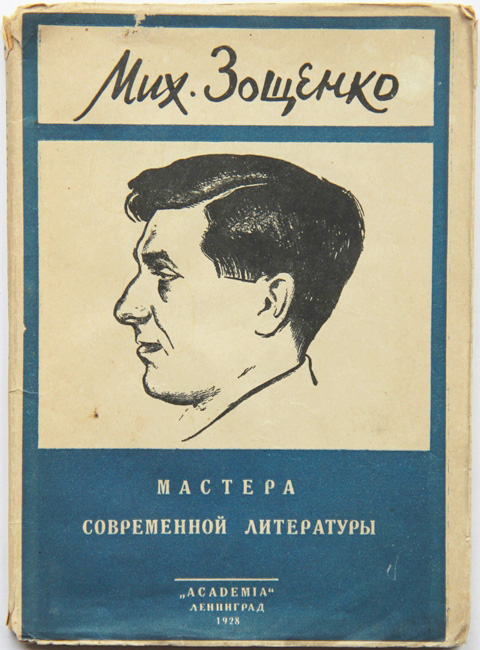 Мих. Зощенко
МАСТЕРА
СОВРЕМЕННОЙ ЛИТЕРАТУРЫ
„ACADEMIA“
ЛЕНИНГРАД
1928